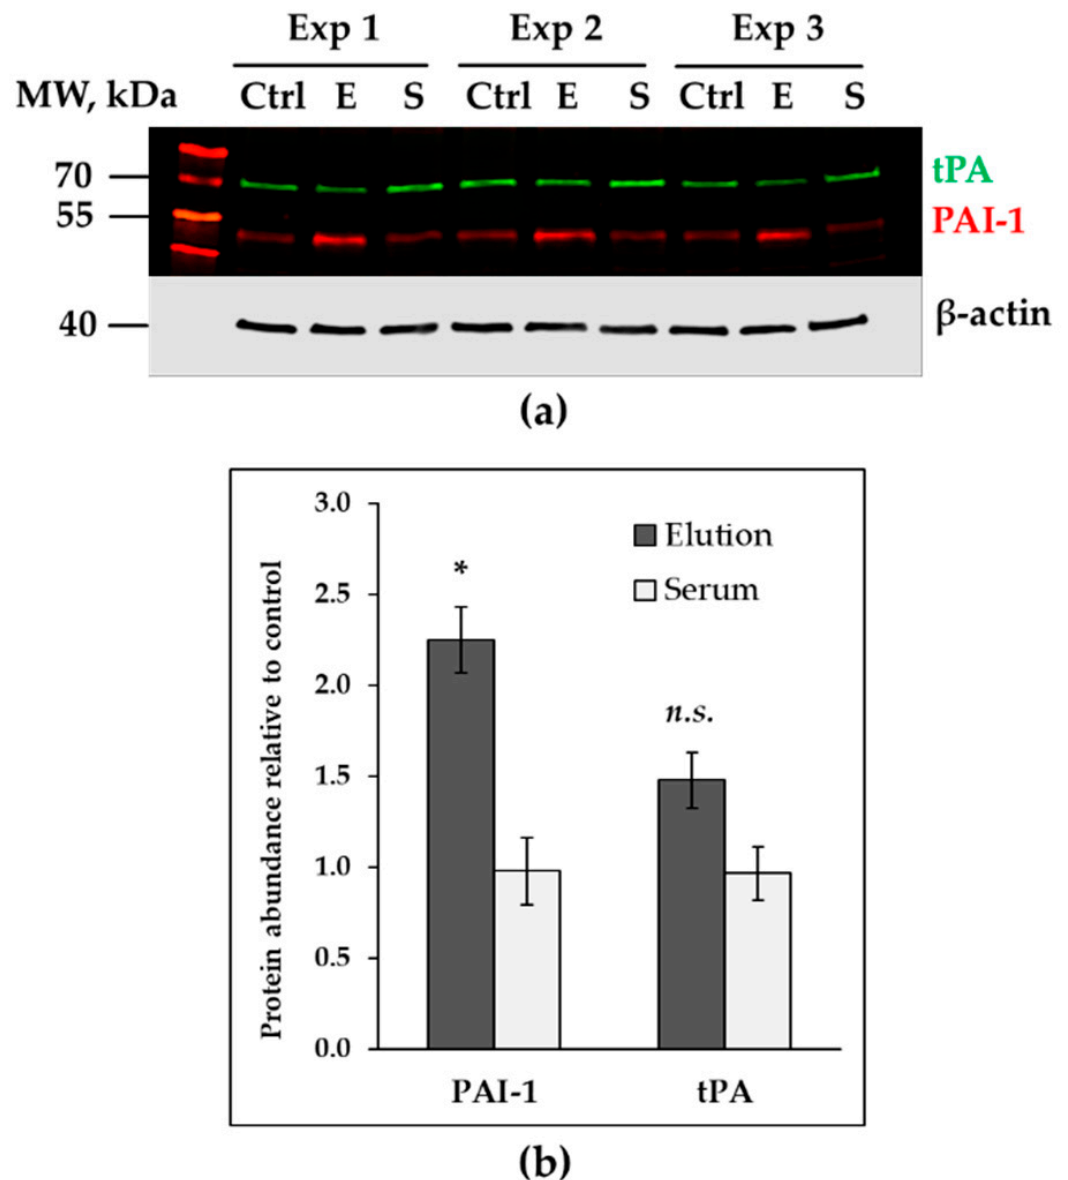 Exp 1 Exp 2 Exp 3
MW, kDa Ctrl E S Ctrl E S Ctrl E S
70 tPA
55 PAI-1
40 β-actin
(a)
3.0
2.5
2.0
1.5
1.0
0.5
0.0
Protein abundance relative to control
Elution
Serum
*
n.s.
PAI-1 tPA
(b)